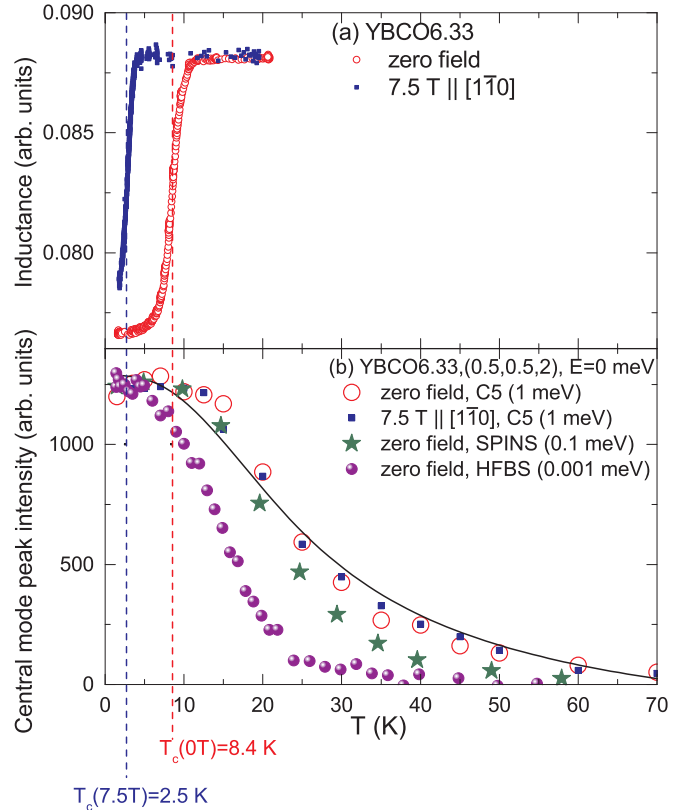 (a) YBCO6.33
zero field
7.5 T || [11̅0]
0.090
0.085
0.080
Inductance (arb. units)
(b) YBCO6.33,(0.5,0.5,2), E=0 meV
zero field, C5 (1 meV)
7.5 T || [11̅0], C5 (1 meV)
zero field, SPINS (0.1 meV)
zero field, HFBS (0.001 meV)
1000
500
0
Central mode peak intensity (arb. units)
0 10 20 30 40 50 60 70
T (K)
T_c(0T)=8.4 K
T_c(7.5T)=2.5 K